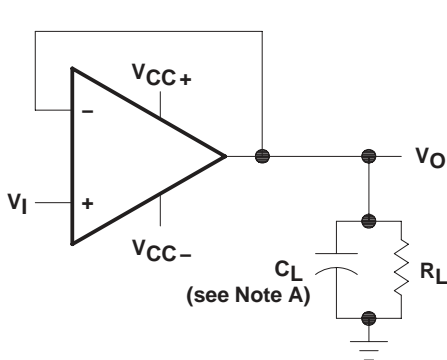 VCC+
–
VO
VI
+
VCC–
CL
(see Note A)
RL